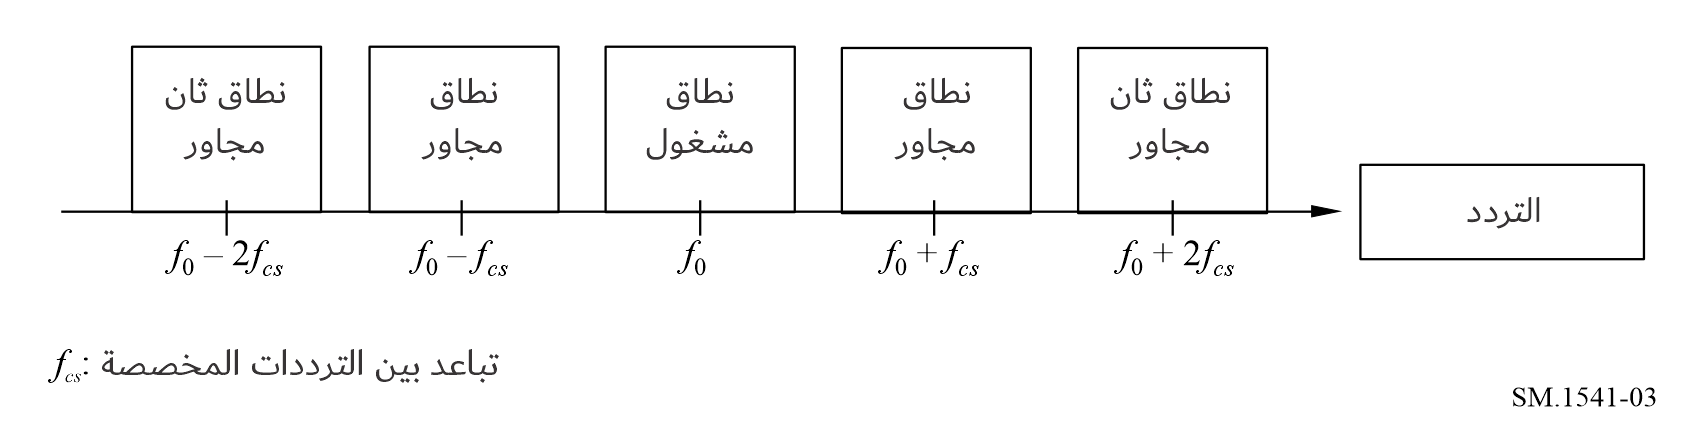 نطاق ثان
مجاور
نطاق
مجاور
نطاق
مشغول
نطاق
مجاور
نطاق ثان
مجاور
التردد
f0 – 2fcs
f0 – fcs
f0
f0 + fcs
f0 + 2fcs
fcs: تباعد بين الترددات المخصصة
SM.1541-03